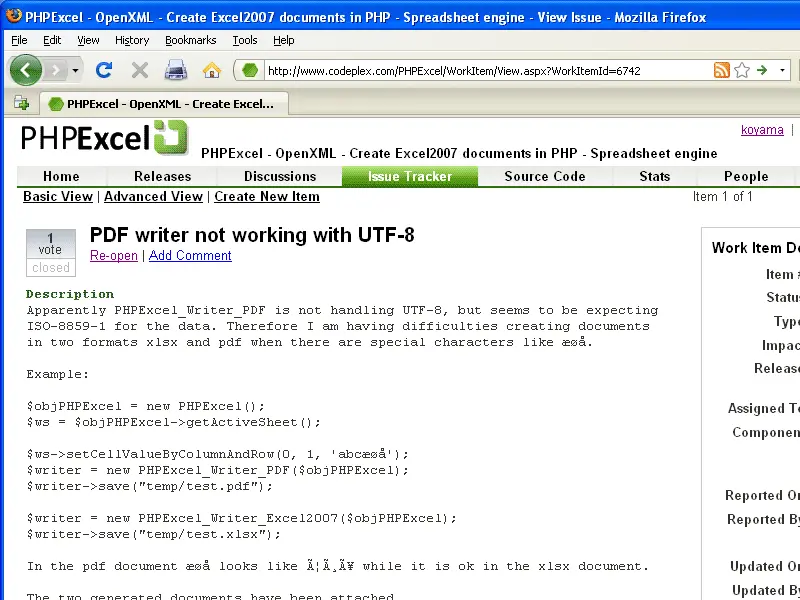 PHPExcel - OpenXML - Create Excel2007 documents in PHP - Spreadsheet engine - View Issue - Mozilla Firefox
File Edit View History Bookmarks Tools Help
http://www.codeplex.com/PHPExcel/WorkItem/View.aspx?WorkItemId=6742
PHPExcel - OpenXML - Create Excel...
koyama |
PHPExcel
PHPExcel - OpenXML - Create Excel2007 documents in PHP - Spreadsheet engine
Home Releases Discussions Issue Tracker Source Code Stats People
Basic View | Advanced View | Create New Item
Item 1 of 1
1
vote
closed
PDF writer not working with UTF-8
Re-open | Add Comment
Description
Apparently PHPExcel_Writer_PDF is not handling UTF-8, but seems to be expecting
ISO-8859-1 for the data. Therefore I am having difficulties creating documents
in two formats xlsx and pdf when there are special characters like æøå.
Example:
$objPHPExcel = new PHPExcel();
$ws = $objPHPExcel->getActiveSheet();
$ws->setCellValueByColumnAndRow(0, 1, 'abcæøå');
$writer = new PHPExcel_Writer_PDF($objPHPExcel);
$writer->save("temp/test.pdf");
$writer = new PHPExcel_Writer_Excel2007($objPHPExcel);
$writer->save("temp/test.xlsx");
In the pdf document æøå looks like Ã¦Ã¸Ã¥ while it is ok in the xlsx document.
The two generated documents have been attached.
Work Item De
Item #
Status
Type
Impac
Release
Assigned To
Componen
Reported On
Reported By
Updated On
Updated By